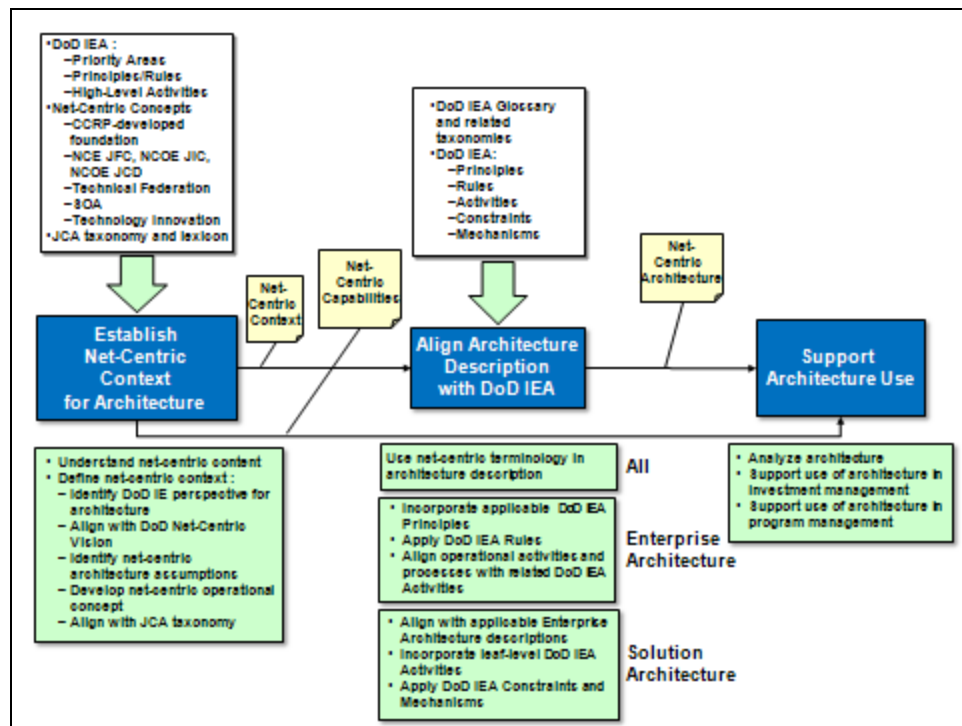 •DoD IEA :
–Priority Areas
–Principles/Rules
–High-Level Activities
•Net-Centric Concepts
–CCRP-developed
foundation
–NCE JFC, NCOE JIC,
NCOE JCD
–Technical Federation
–SOA
–Technology Innovation
•JCA taxonomy and lexicon
•DoD IEA Glossary
and related
taxonomies
•DoD IEA:
–Principles
–Rules
–Activities
–Constraints
–Mechanisms
Net-
Centric
Context
Net-
Centric
Capabilities
Net-
Centric
Architecture
Establish
Net-Centric
Context
for Architecture
Align Architecture
Description
with DoD IEA
Support
Architecture Use
• Understand net-centric content
• Define net-centric context :
– Identify DoD IE perspective for
architecture
– Align with DoD Net-Centric
Vision
– Identify net-centric
architecture assumptions
– Develop net-centric operational
concept
– Align with JCA taxonomy
Use net-centric terminology in
architecture description
All
• Incorporate applicable DoD IEA
Principles
• Apply DoD IEA Rules
• Align operational activities and
processes with related DoD IEA
Activities
Enterprise
Architecture
• Align with applicable Enterprise
Architecture descriptions
• Incorporate leaf-level DoD IEA
Activities
• Apply DoD IEA Constraints and
Mechanisms
Solution
Architecture
• Analyze architecture
• Support use of architecture in
investment management
• Support use of architecture in
program management